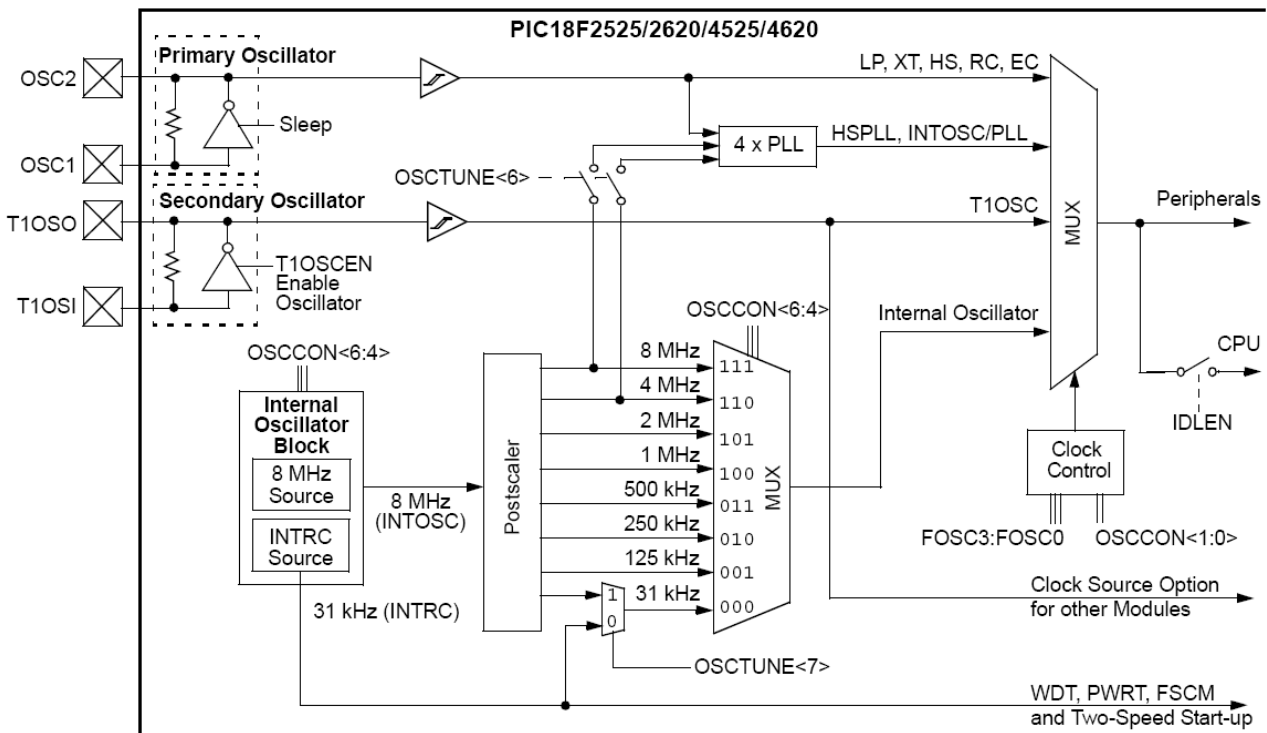 PIC18F2525/2620/4525/4620
Primary Oscillator
OSC2
LP, XT, HS, RC, EC
Sleep
4 x PLL
HSPLL, INTOSC/PLL
OSC1
OSCTUNE<6>
Secondary Oscillator
T1OSO
T1OSC
Peripherals
MUX
T1OSCEN
Enable
Oscillator
T1OSI
OSCCON<6:4>
Internal Oscillator
OSCCON<6:4>
CPU
8 MHz
111
4 MHz
110
IDLEN
Internal
Oscillator
Block
2 MHz
101
Clock
Control
8 MHz
Source
1 MHz
100
8 MHz
(INTOSC)
Postscaler
MUX
500 kHz
011
INTRC
Source
250 kHz
010
FOSC3:FOSC0
OSCCON<1:0>
125 kHz
001
31 kHz (INTRC)
1
0
31 kHz
000
Clock Source Option
for other Modules
OSCTUNE<7>
WDT, PWRT, FSCM
and Two-Speed Start-up